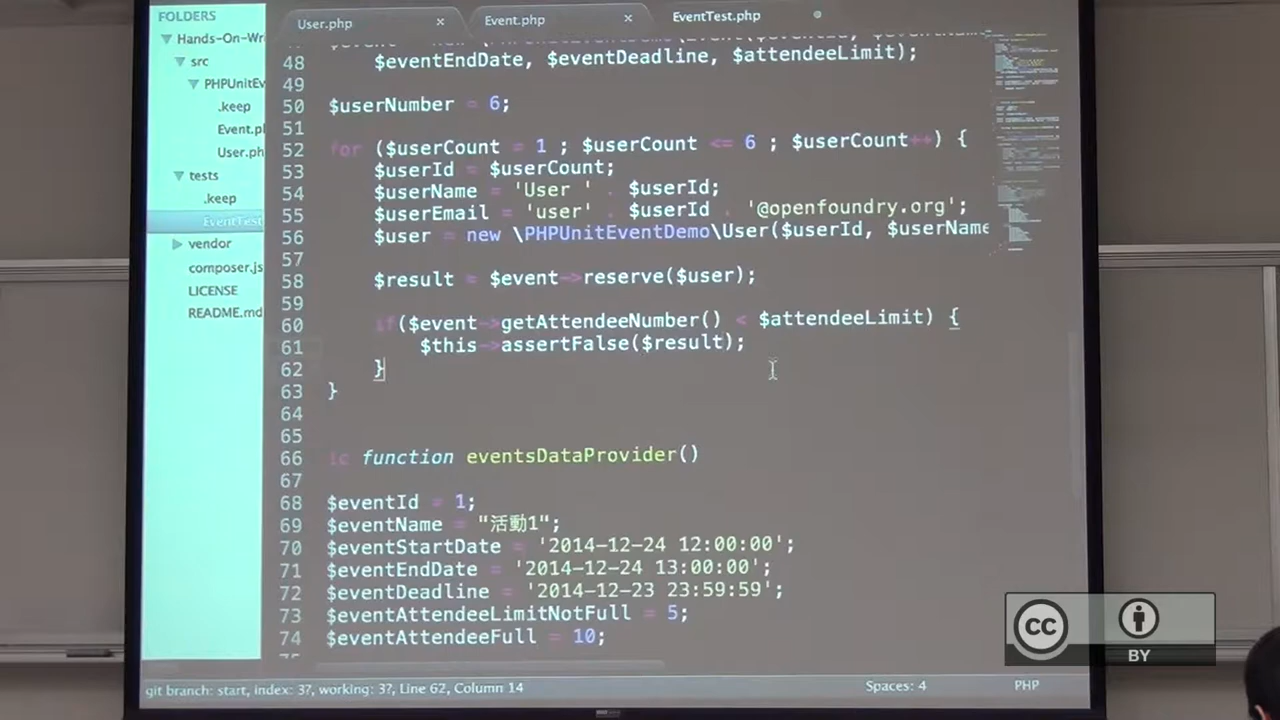 FOLDERS
Hands-On-Wri
src
PHPUnitEv
.keep
Event.ph
User.ph
tests
.keep
EventTest
vendor
composer.js
LICENSE
README.md
User.php ×
Event.php ×
EventTest.php
48 $eventEndDate, $eventDeadline, $attendeeLimit);
49
50 $userNumber = 6;
51
52 for ($userCount = 1 ; $userCount <= 6 ; $userCount++) {
53 $userId = $userCount;
54 $userName = 'User ' . $userId;
55 $userEmail = 'user' . $userId . '@openfoundry.org';
56 $user = new \PHPUnitEventDemo\User($userId, $userName
57
58 $result = $event->reserve($user);
59
60 if($event->getAttendeeNumber() < $attendeeLimit) {
61 $this->assertFalse($result);
62 }
63 }
64
65
66 ic function eventsDataProvider()
67
68 $eventId = 1;
69 $eventName = "活動1";
70 $eventStartDate = '2014-12-24 12:00:00';
71 $eventEndDate = '2014-12-24 13:00:00';
72 $eventDeadline = '2014-12-23 23:59:59';
73 $eventAttendeeLimitNotFull = 5;
74 $eventAttendeeFull = 10;
git branch: start, index: 3?, working: 3?, Line 62, Column 14
Spaces: 4
PHP
CC
BY